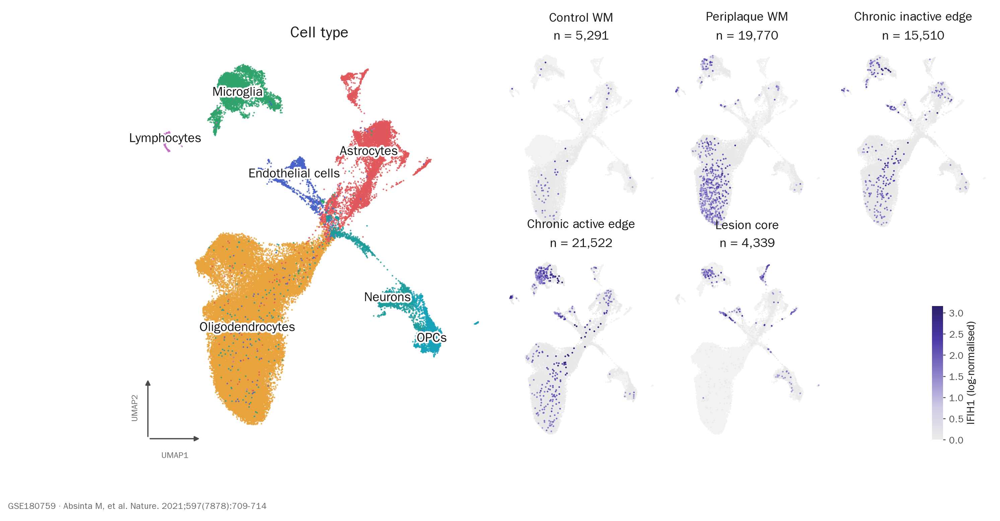 Cell type
Microglia
Lymphocytes
Astrocytes
Endothelial cells
Neurons
Oligodendrocytes
OPCs
UMAP2
UMAP1
Control WM
n = 5,291
Periplaque WM
n = 19,770
Chronic inactive edge
n = 15,510
Chronic active edge
n = 21,522
Lesion core
n = 4,339
3.0
2.5
2.0
1.5
1.0
0.5
0.0
IFIH1 (log-normalised)
GSE180759 · Absinta M, et al. Nature. 2021;597(7878):709-714